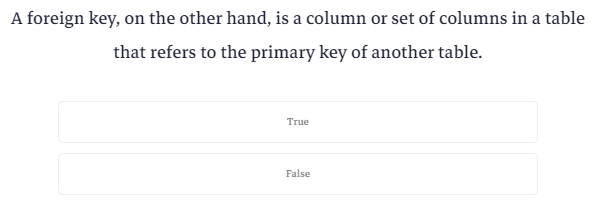 A foreign key, on the other hand, is a column or set of columns in a table
that refers to the primary key of another table.
True
False